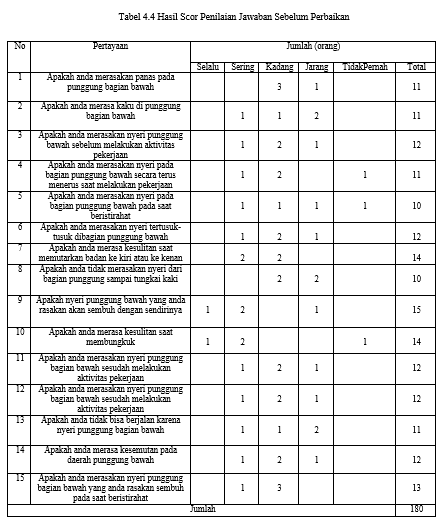 Tabel 4.4 Hasil Scor Penilaian Jawaban Sebelum Perbaikan
No Pertayaan Jumlah (orang)
Selalu Sering Kadang Jarang TidakPernah Total
1 Apakah anda merasakan panas pada 3 1 11
punggung bagian bawah
2 Apakah anda merasa kaku di punggung 1 1 2 11
bagian bawah
3 Apakah anda merasakan nyeri punggung 1 2 1 12
bawah sebelum melakukan aktivitas
pekerjaan
4 Apakah anda merasakan nyeri pada 1 2 1 11
bagian punggung bawah secara terus
menerus saat melakukan pekerjaan
5 Apakah anda merasakan nyeri pada 1 1 1 1 10
bagian punggung bawah pada saat
beristirahat
6 Apakah anda merasakan nyeri tertusuk- 1 2 1 12
tusuk dibagian punggung bawah
7 Apakah anda merasa kesulitan saat 2 2 14
memutarkan badan ke kiri atau ke kenan
8 Apakah anda tidak merasakan nyeri dari 2 2 10
bagian punggung sampai tungkai kaki
9 Apakah nyeri punggung bawah yang anda 1 2 1 15
rasakan akan sembuh dengan sendirinya
10 Apakah anda merasa kesulitan saat 1 2 1 14
membungkuk
11 Apakah anda merasakan nyeri punggung 1 2 1 12
bagian bawah sesudah melakukan
aktivitas pekerjaan
12 Apakah anda merasakan nyeri punggung 1 2 1 12
bagian bawah sesudah melakukan
aktivitas pekerjaan
13 Apakah anda tidak bisa berjalan karena 1 1 2 11
nyeri punggung bagian bawah
14 Apakah anda merasa kesemutan pada 1 2 1 12
daerah punggung bawah
15 Apakah anda merasakan nyeri punggung 1 3 13
bagian bawah yang anda rasakan sembuh
pada saat beristirahat
Jumlah 180